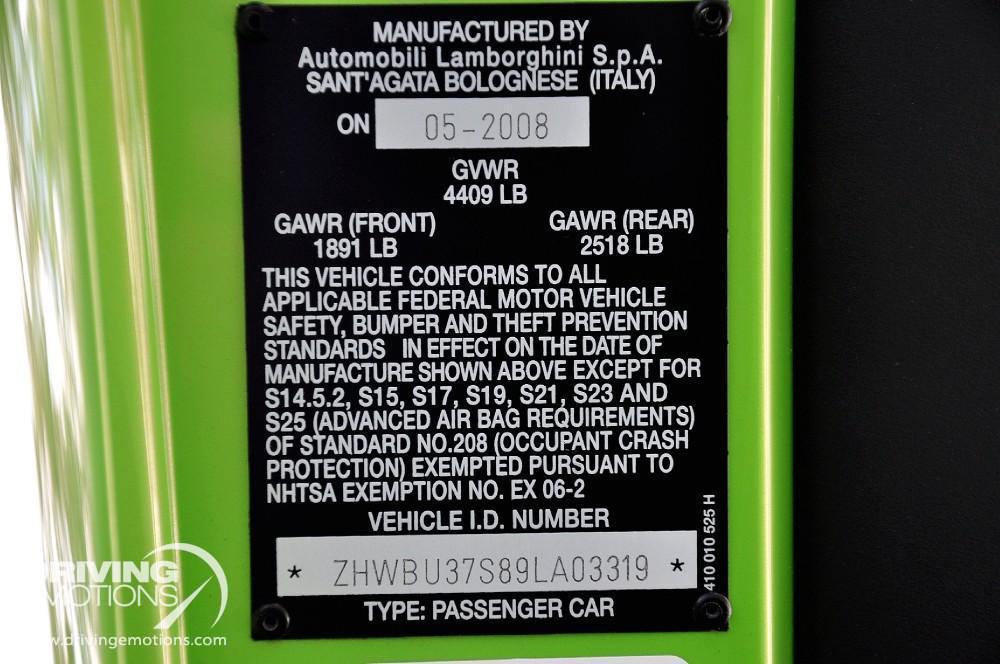 MANUFACTURED BY
Automobili Lamborghini S.p.A.
SANT'AGATA BOLOGNESE (ITALY)
ON 05-2008
GVWR
4409 LB
GAWR (FRONT) GAWR (REAR)
1891 LB 2518 LB
THIS VEHICLE CONFORMS TO ALL
APPLICABLE FEDERAL MOTOR VEHICLE
SAFETY, BUMPER AND THEFT PREVENTION
STANDARDS IN EFFECT ON THE DATE OF
MANUFACTURE SHOWN ABOVE EXCEPT FOR
S14.5.2, S15, S17, S19, S21, S23 AND
S25 (ADVANCED AIR BAG REQUIREMENTS)
OF STANDARD NO.208 (OCCUPANT CRASH
PROTECTION) EXEMPTED PURSUANT TO
NHTSA EXEMPTION NO. EX 06-2
VEHICLE I.D. NUMBER
* ZHWBU37S89LA03319 *
TYPE: PASSENGER CAR
410 010 525 H
DRIVING
EMOTIONS
www.drivingemotions.com